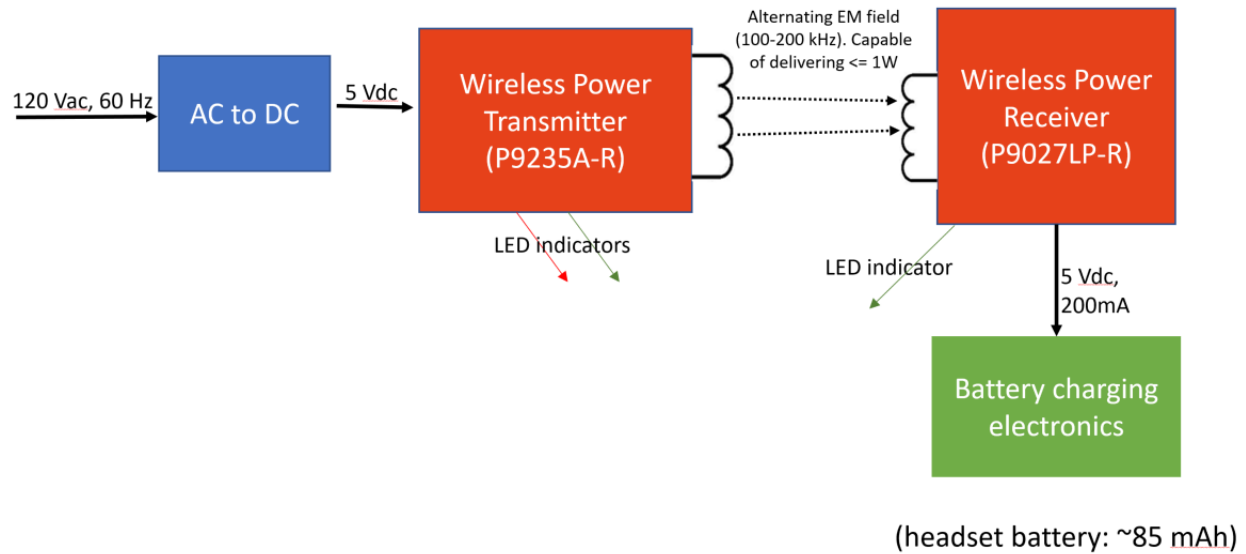 Alternating EM field
(100-200 kHz). Capable
of delivering <= 1W
120 Vac, 60 Hz
AC to DC
5 Vdc
Wireless Power
Transmitter
(P9235A-R)
Wireless Power
Receiver
(P9027LP-R)
LED indicators
LED indicator
5 Vdc,
200mA
Battery charging
electronics
(headset battery: ~85 mAh)